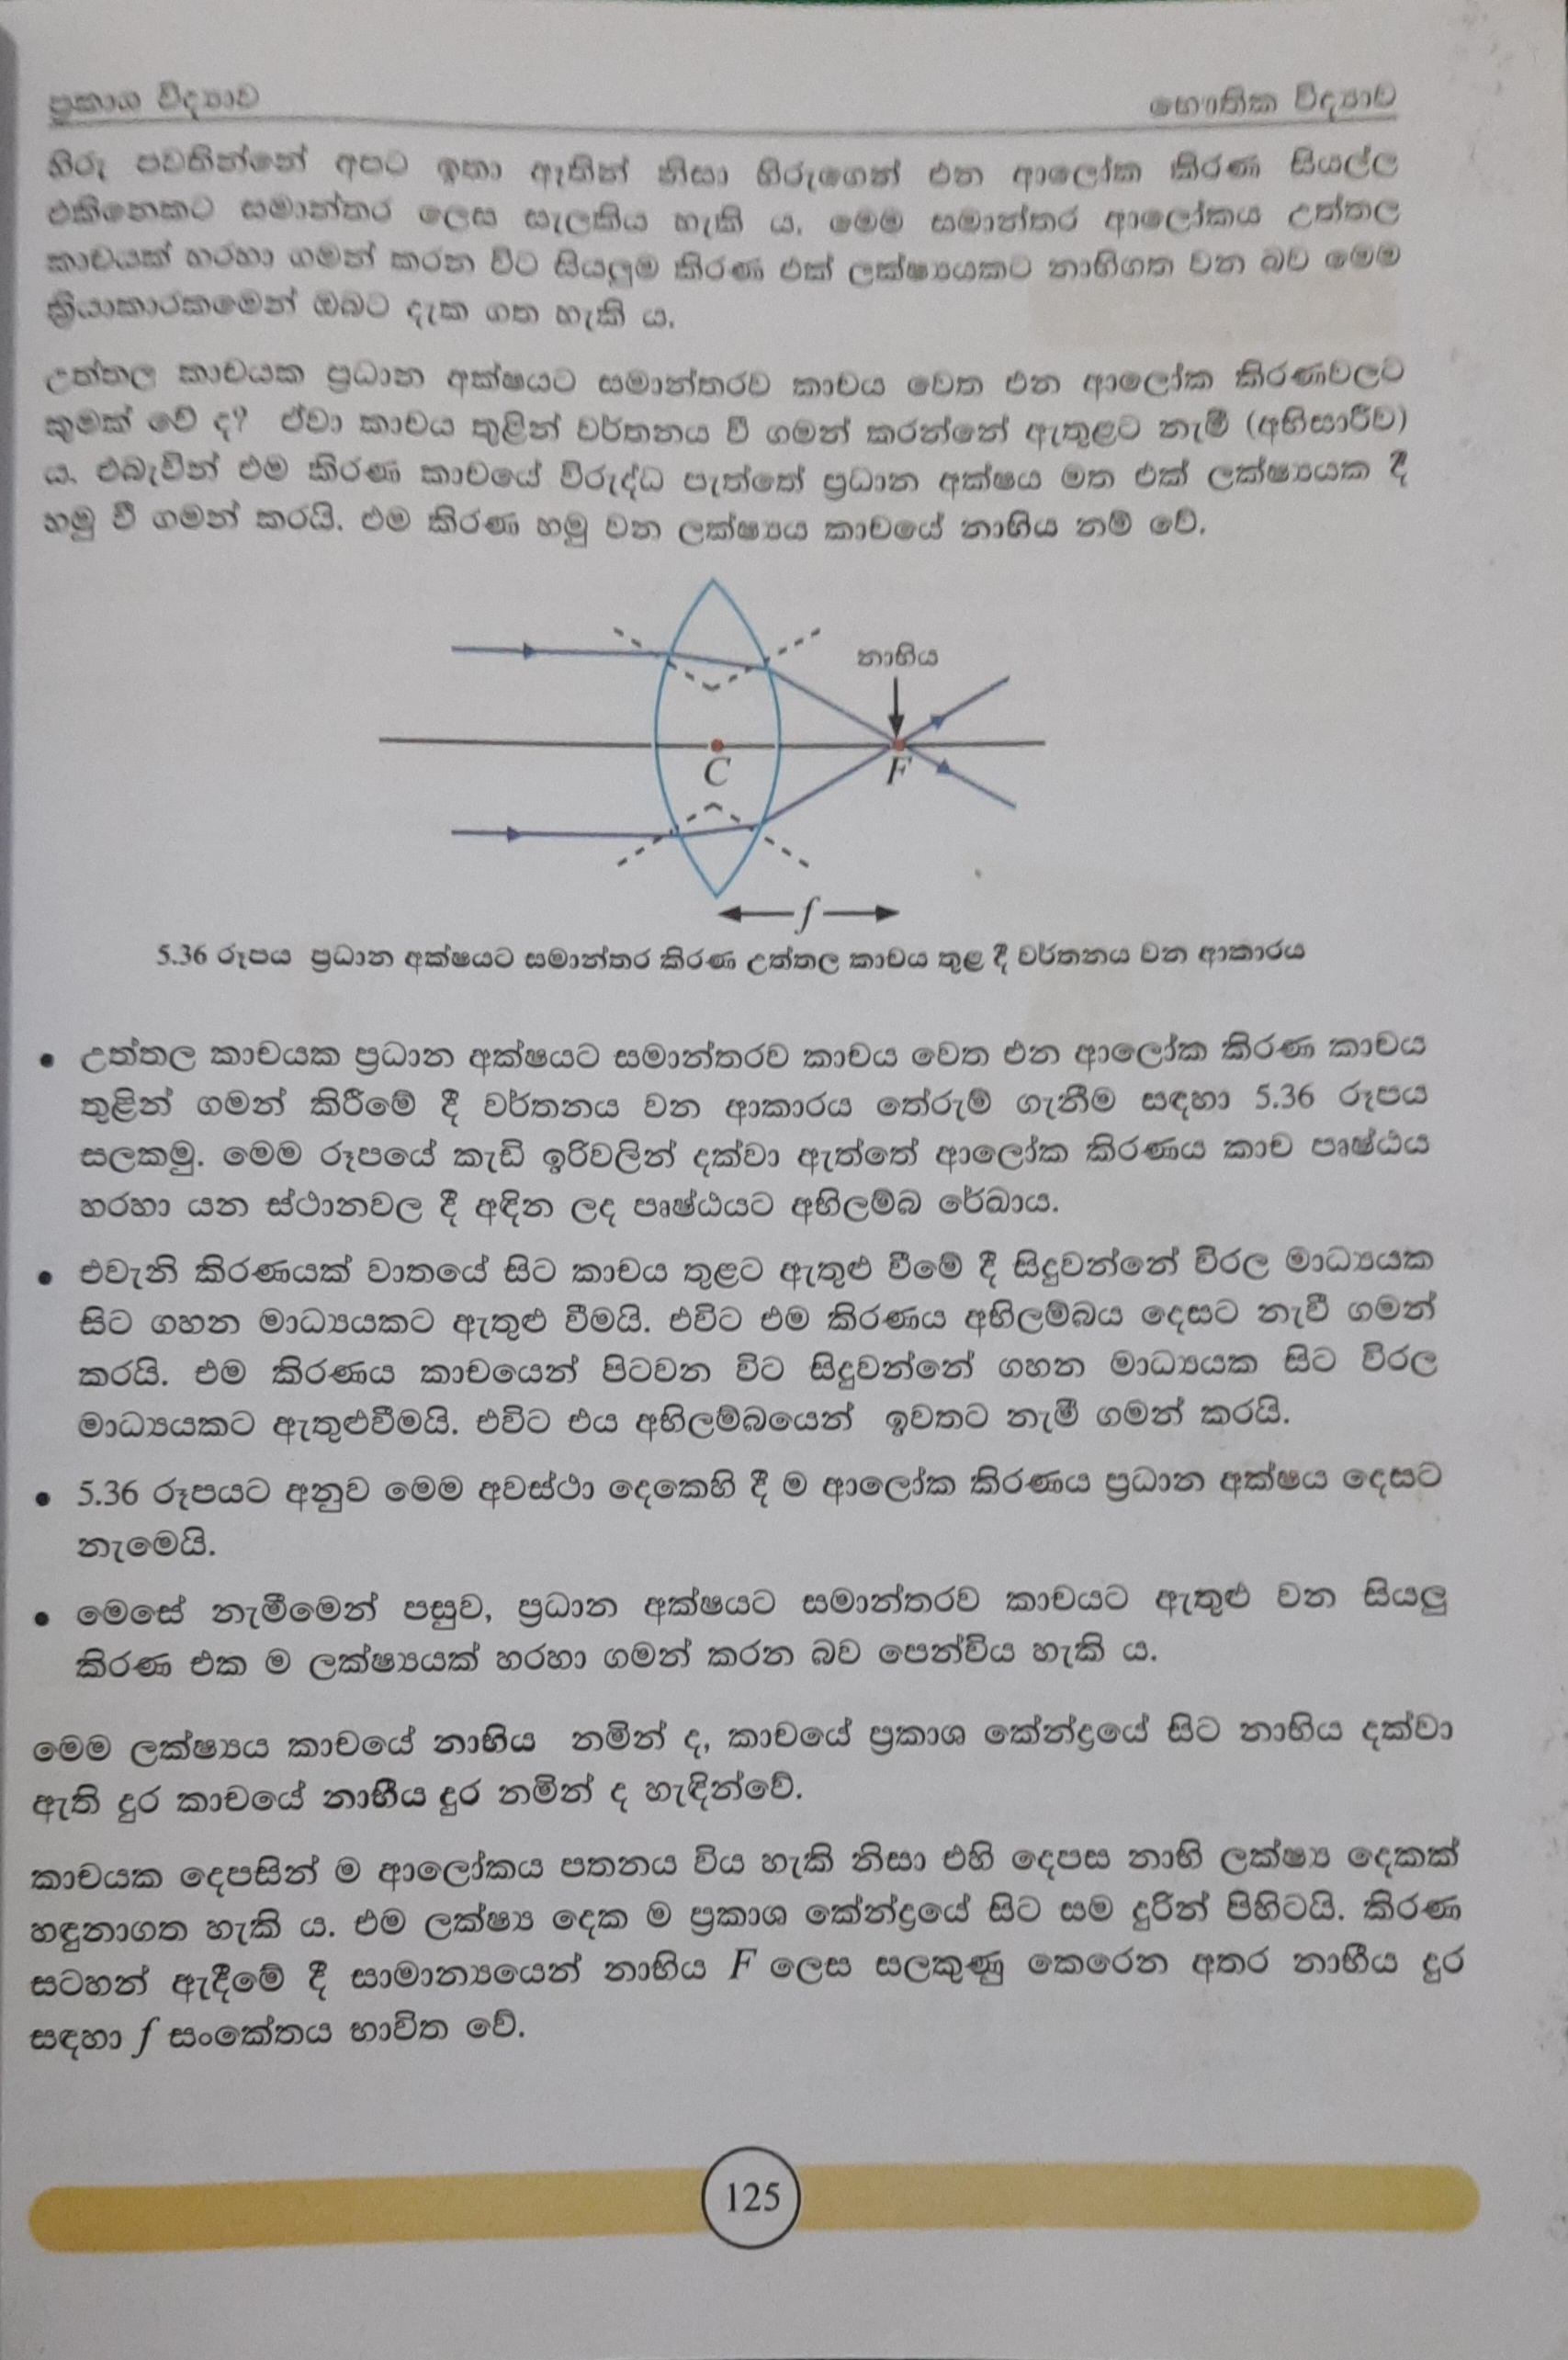 ප්‍රකාශ විද්‍යාව
භෞතික විද්‍යාව
හිරු පවතින්නේ අපට ඉතා ඈතින් නිසා හිරුගෙන් එන ආලෝක කිරණ සියල්ල
එකිනෙකට සමාන්තර ලෙස සැලකිය හැකි ය. මෙම සමාන්තර ආලෝකය උත්තල
කාචයක් හරහා ගමන් කරන විට සියලුම කිරණ එක් ලක්ෂ්‍යයකට නාභිගත වන බව මෙම
ක්‍රියාකාරකමෙන් ඔබට දැක ගත හැකි ය.
උත්තල කාචයක ප්‍රධාන අක්ෂයට සමාන්තරව කාචය වෙත එන ආලෝක කිරණවලට
කුමක් වේ ද? ඒවා කාචය තුළින් වර්තනය වී ගමන් කරන්නේ ඇතුළට නැමී (අභිසාරීව)
ය. එබැවින් එම කිරණ කාචයේ විරුද්ධ පැත්තේ ප්‍රධාන අක්ෂය මත එක් ලක්ෂ්‍යයක දී
හමු වී ගමන් කරයි. එම කිරණ හමු වන ලක්ෂ්‍යය කාචයේ නාභිය නම් වේ.
නාභිය
C
F
f
5.36 රූපය ප්‍රධාන අක්ෂයට සමාන්තර කිරණ උත්තල කාචය තුළ දී වර්තනය වන ආකාරය
• උත්තල කාචයක ප්‍රධාන අක්ෂයට සමාන්තරව කාචය වෙත එන ආලෝක කිරණ කාචය
තුළින් ගමන් කිරීමේ දී වර්තනය වන ආකාරය තේරුම් ගැනීම සඳහා 5.36 රූපය
සලකමු. මෙම රූපයේ කැඩි ඉරිවලින් දක්වා ඇත්තේ ආලෝක කිරණය කාච පෘෂ්ඨය
හරහා යන ස්ථානවල දී අඳින ලද පෘෂ්ඨයට අභිලම්බ රේඛාය.
• එවැනි කිරණයක් වාතයේ සිට කාචය තුළට ඇතුළු වීමේ දී සිදුවන්නේ විරල මාධ්‍යයක
සිට ගහන මාධ්‍යයකට ඇතුළු වීමයි. එවිට එම කිරණය අභිලම්බය දෙසට නැවී ගමන්
කරයි. එම කිරණය කාචයෙන් පිටවන විට සිදුවන්නේ ගහන මාධ්‍යයක සිට විරල
මාධ්‍යයකට ඇතුළුවීමයි. එවිට එය අභිලම්බයෙන් ඉවතට නැමී ගමන් කරයි.
• 5.36 රූපයට අනුව මෙම අවස්ථා දෙකෙහි දී ම ආලෝක කිරණය ප්‍රධාන අක්ෂය දෙසට
නැමෙයි.
• මෙසේ නැමීමෙන් පසුව, ප්‍රධාන අක්ෂයට සමාන්තරව කාචයට ඇතුළු වන සියලු
කිරණ එක ම ලක්ෂ්‍යයක් හරහා ගමන් කරන බව පෙන්විය හැකි ය.
මෙම ලක්ෂ්‍යය කාචයේ නාභිය නමින් ද, කාචයේ ප්‍රකාශ කේන්ද්‍රයේ සිට නාභිය දක්වා
ඇති දුර කාචයේ නාභීය දුර නමින් ද හැඳින්වේ.
කාචයක දෙපසින් ම ආලෝකය පතනය විය හැකි නිසා එහි දෙපස නාභි ලක්ෂ්‍ය දෙකක්
හඳුනාගත හැකි ය. එම ලක්ෂ්‍ය දෙක ම ප්‍රකාශ කේන්ද්‍රයේ සිට සම දුරින් පිහිටයි. කිරණ
සටහන් ඇදීමේ දී සාමාන්‍යයෙන් නාභිය F ලෙස සලකුණු කෙරෙන අතර නාභීය දුර
සඳහා f සංකේතය භාවිත වේ.
125